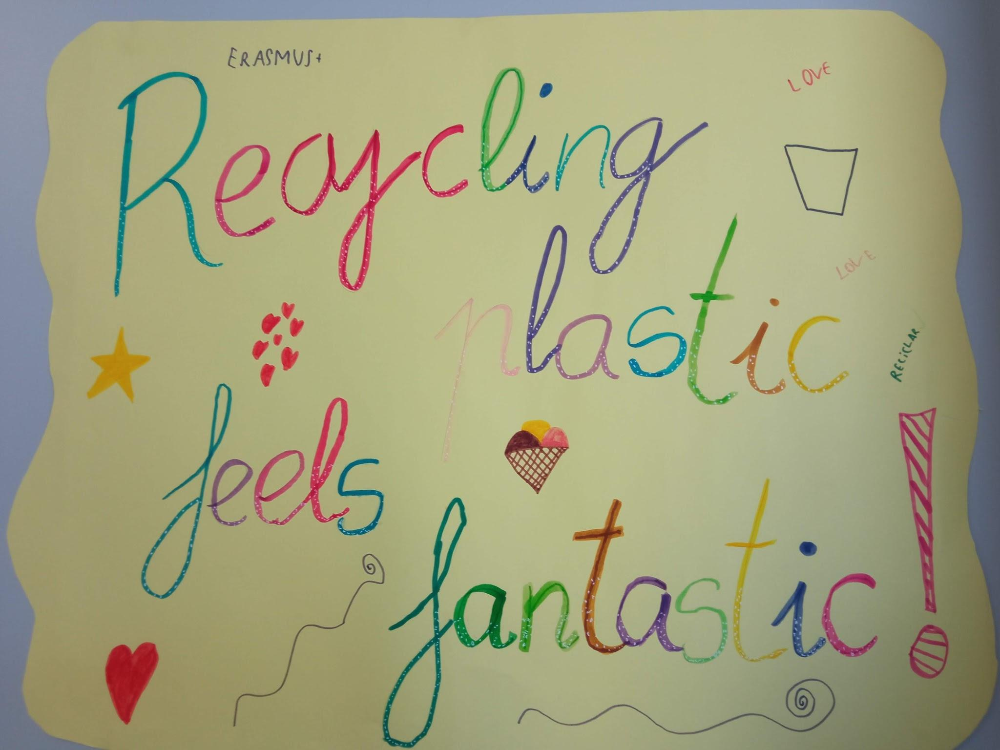 ERASMUS+
LOVE
Recycling
LOVE
plastic
RECICLAR
feels
fantastic!